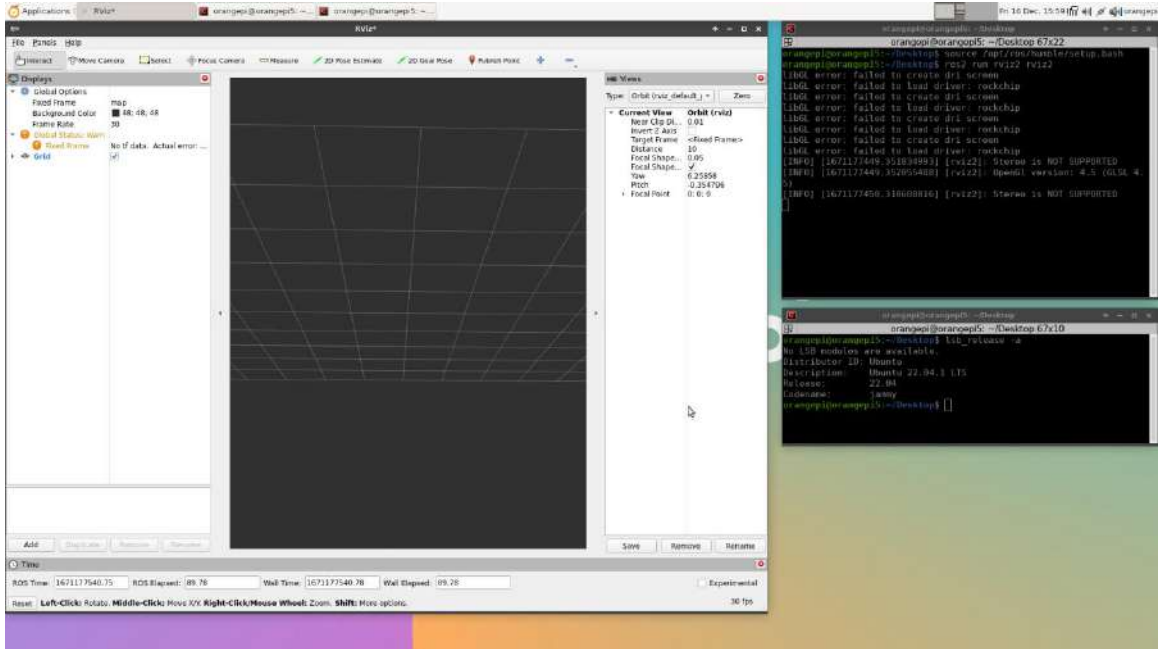 Applications
RViz*
orangepi@orangepi5: ~...
orangepi@orangepi5: ~...
Fri 16 Dec, 15:59
orangepi
RViz*
File Panels Help
Interact Move Camera Select Focus Camera Measure 2D Pose Estimate 2D Goal Pose Publish Point
Displays
Global Options
Fixed Frame map
Background Color 48; 48; 48
Frame Rate 30
Global Status: Warn
Fixed Frame No tf data. Actual error: ...
Grid
Add Duplicate Remove Rename
Views
Type: Orbit (rviz_default_ Zero
Current View Orbit (rviz)
Near Clip Di... 0.01
Invert Z Axis
Target Frame <Fixed Frame>
Distance 10
Focal Shape... 0.05
Focal Shape...
Yaw 6.25858
Pitch -0.354796
Focal Point 0; 0; 0
Save Remove Rename
Time
ROS Time: 1671177540.75 ROS Elapsed: 89.78 Wall Time: 1671177540.78 Wall Elapsed: 89.28 Experimental
Reset Left-Click: Rotate. Middle-Click: Move X/Y. Right-Click/Mouse Wheel: Zoom. Shift: More options. 30 fps
orangepi@orangepi5: ~/Desktop
orangepi@orangepi5: ~/Desktop 67x22
orangepi@orangepi5:~/Desktop$ source /opt/ros/humble/setup.bash
orangepi@orangepi5:~/Desktop$ ros2 run rviz2 rviz2
libGL error: failed to create dri screen
libGL error: failed to load driver: rockchip
libGL error: failed to create dri screen
libGL error: failed to load driver: rockchip
libGL error: failed to create dri screen
libGL error: failed to load driver: rockchip
libGL error: failed to create dri screen
libGL error: failed to load driver: rockchip
[INFO] [1671177449.351834993] [rviz2]: Stereo is NOT SUPPORTED
[INFO] [1671177449.352055480] [rviz2]: OpenGl version: 4.5 (GLSL 4.
5)
[INFO] [1671177450.318600816] [rviz2]: Stereo is NOT SUPPORTED
orangepi@orangepi5: ~/Desktop
orangepi@orangepi5: ~/Desktop 67x10
orangepi@orangepi5:~/Desktop$ lsb_release -a
No LSB modules are available.
Distributor ID: Ubuntu
Description: Ubuntu 22.04.1 LTS
Release: 22.04
Codename: jammy
orangepi@orangepi5:~/Desktop$